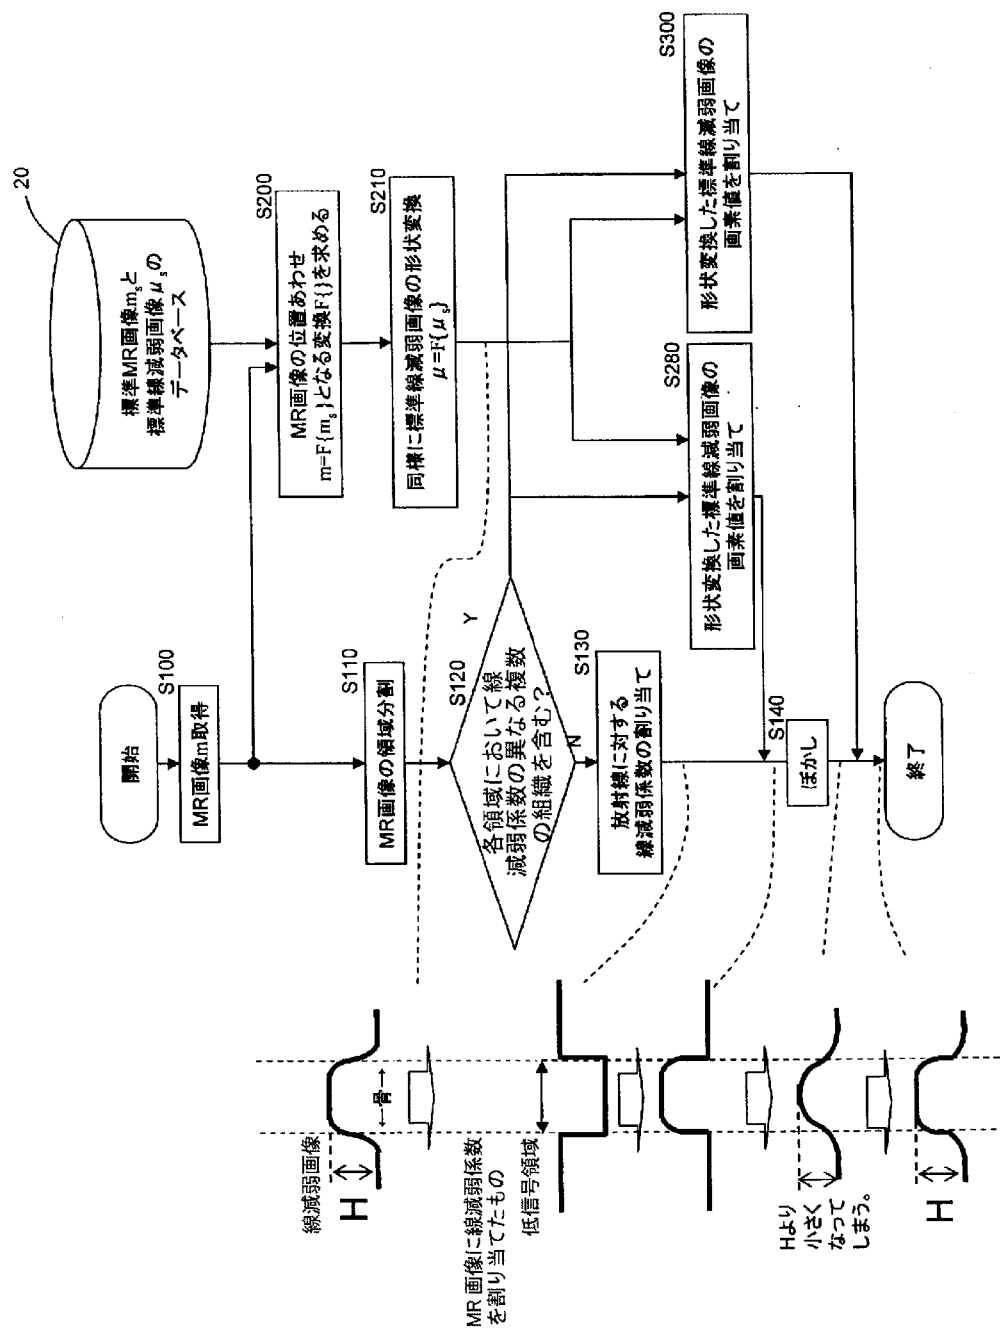 開始
S100
MR画像m取得
20
標準MR画像msと
標準線減弱画像μsの
データベース
S200
MR画像の位置あわせ
m=F{ms}となる変換F{}を求める
S210
同様に標準線減弱画像の形状変換
μ=F{μs}
S110
MR画像の領域分割
S120
各領域において線
減弱係数の異なる複数
の組織を含む?
Y
N
S130
放射線に対する
線減弱係数の割り当て
S280
形状変換した標準線減弱画像の
画素値を割り当て
S300
形状変換した標準線減弱画像の
画素値を割り当て
S140
ぼかし
終了
線減弱画像
H
骨
MR画像に線減弱係数
を割り当てたもの
低信号領域
Hより
小さく
なって
しまう。
H